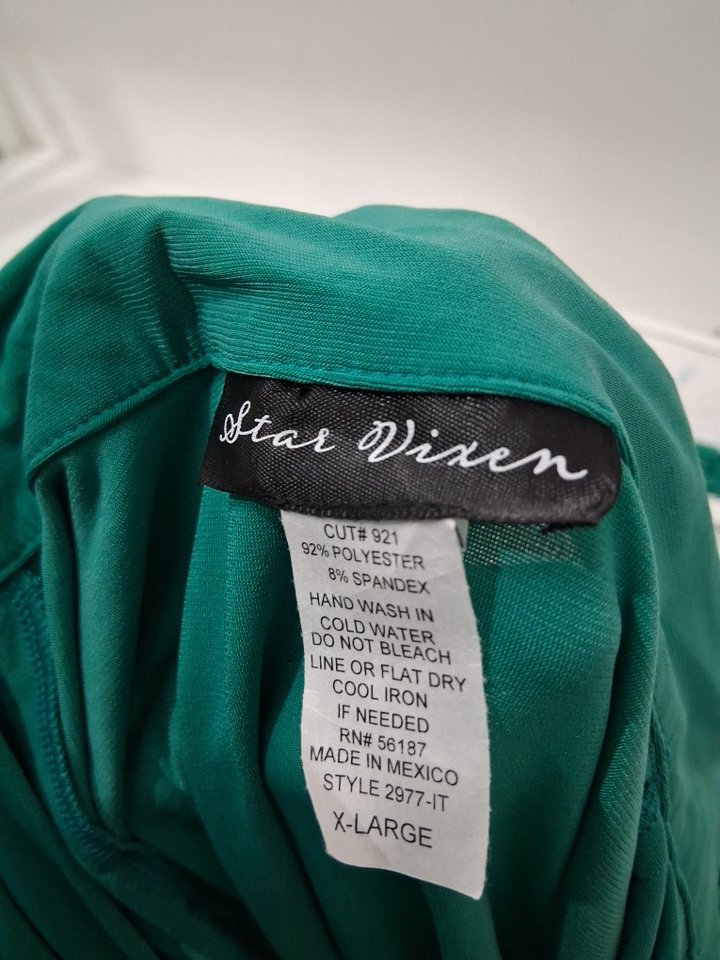 Star Vixen
CUT# 921
92% POLYESTER
8% SPANDEX
HAND WASH IN
COLD WATER
DO NOT BLEACH
LINE OR FLAT DRY
COOL IRON
IF NEEDED
RN# 56187
MADE IN MEXICO
STYLE 2977-IT
X-LARGE